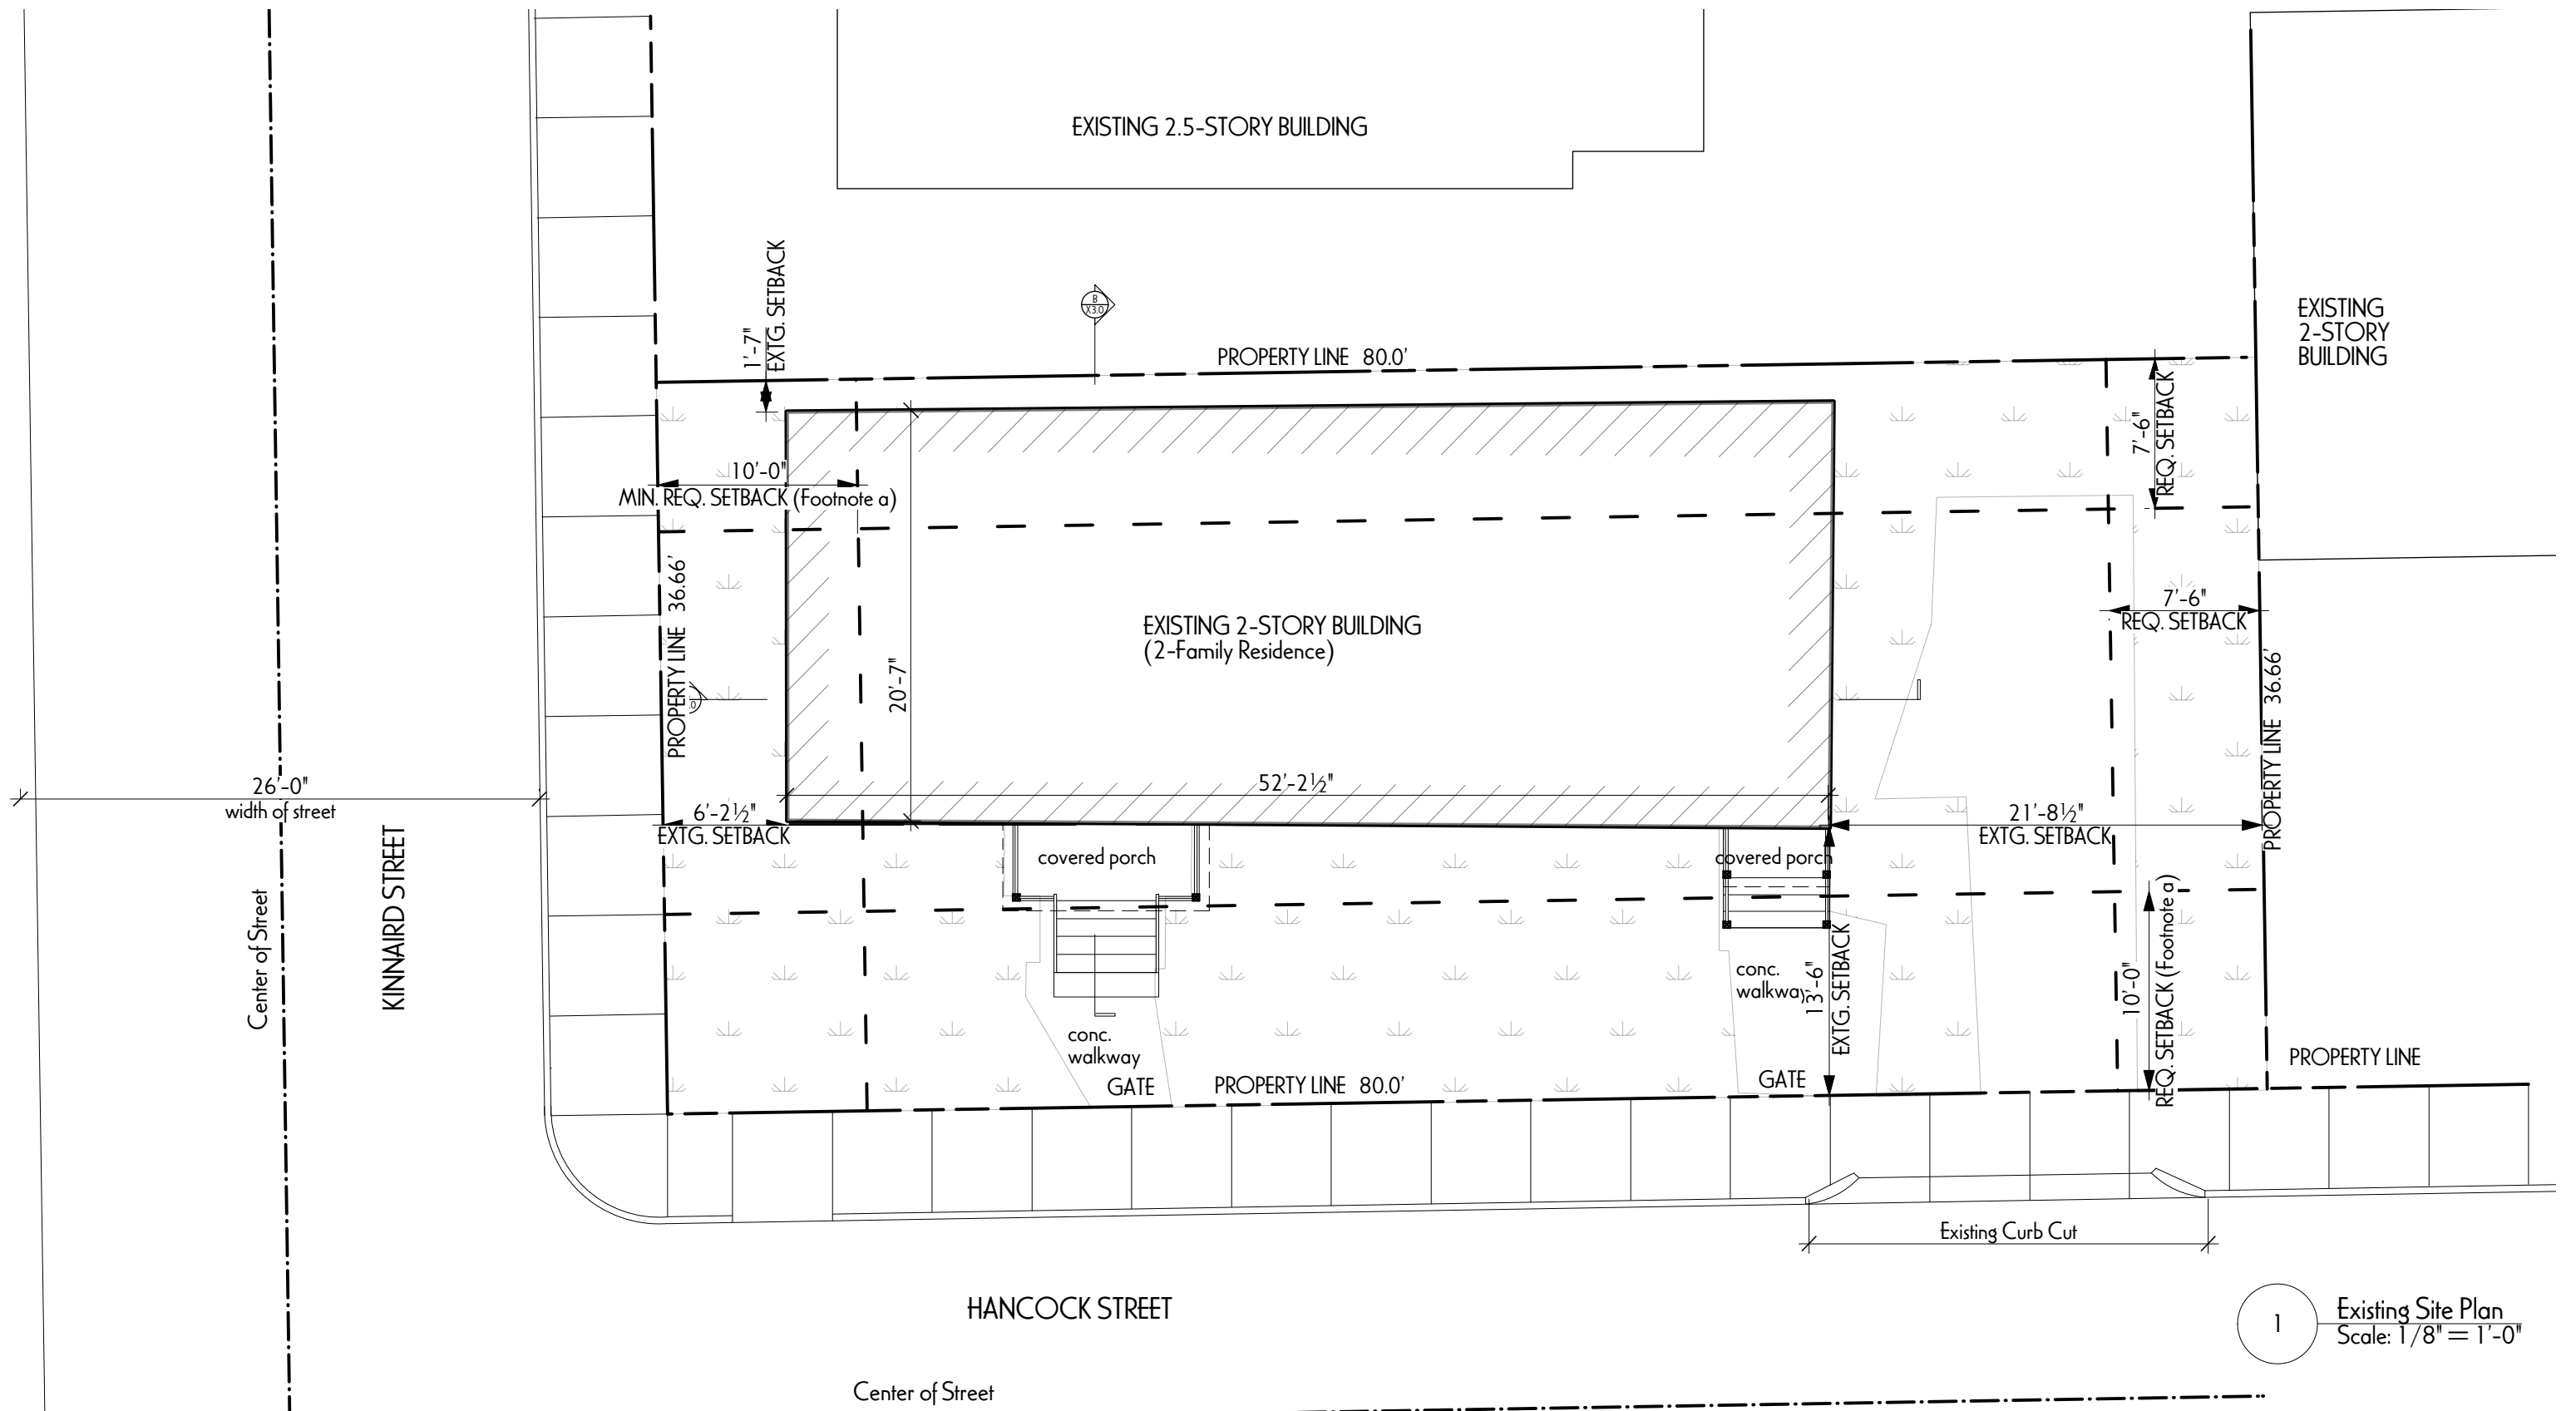 EXISTING 2.5-STORY BUILDING
EXISTING
2-STORY
BUILDING
1'-7"
EXTG. SETBACK
B
X3.0
PROPERTY LINE 80.0'
7'-6"
REQ. SETBACK
10'-0"
MIN. REQ. SETBACK (Footnote a)
PROPERTY LINE 36.66'
20'-7"
EXISTING 2-STORY BUILDING
(2-Family Residence)
7'-6"
REQ. SETBACK
PROPERTY LINE 36.66'
26'-0"
width of street
52'-2½"
6'-2½"
EXTG. SETBACK
21'-8½"
EXTG. SETBACK
Center of Street
KINNAIRD STREET
covered porch
covered porch
conc.
walkway
13'-6"
EXTG. SETBACK
10'-0"
REQ. SETBACK (Footnote a)
conc.
walkway
GATE
PROPERTY LINE 80.0'
GATE
PROPERTY LINE
Existing Curb Cut
HANCOCK STREET
1
Existing Site Plan
Scale: 1/8" = 1'-0"
Center of Street